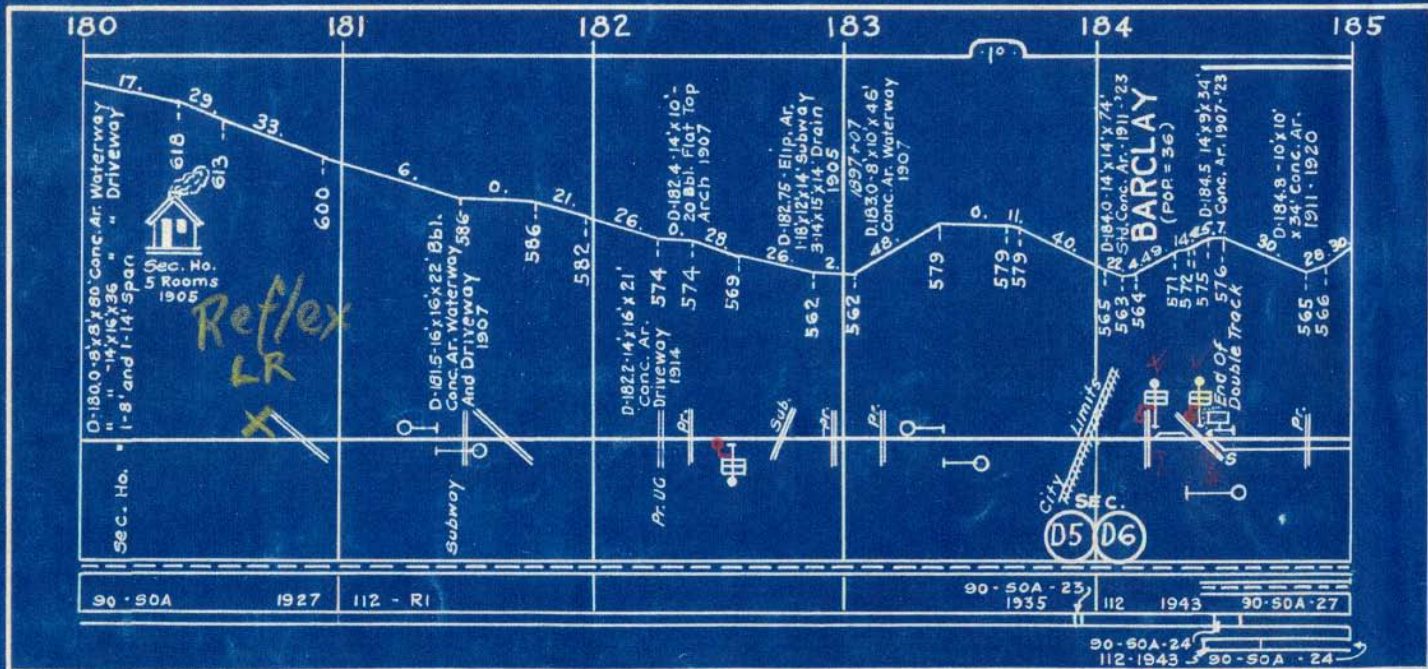 180 181 182 183 184 185
·1°
17. 29. 33. 6. 0. 21. 26. 0. 28. 26. 2. 48. 0. 11. 40. 22. 4. 49 14. 45. 7. 30. 28. 30
618
613
600
586
586
582
574
574
569
562
562
579
579
579
565
563
564
571
572
575
576
565
566
D-180.0-8'x8'x80' Conc. Ar. Waterway
" " -14'x16'x36' " " Driveway
1-8' and 1-14' Span.
Sec. Ho.
5 Rooms
1905
Reflex
LR
X
D-181.5-16'x16'x22' Bbl.
Conc. Ar. Waterway
And Driveway
1907
D-182.2-14'x16'x21'
Conc. Ar.
Driveway
1914
D-182.4-14'x10'-
20 Bbl. Flat Top
Arch 1907
D-182.75-Elip. Ar.
1-18'x12'x14' Subway
3-14'x15'x14' Drain
1905
1897+07
D-183.0-8'x10'x46'
Conc. Ar. Waterway
1907
D-184.0-14'x14'x74'
Std. Conc. Ar.-1911-'23
BARCLAY
(POP. = 36)
D-184.5 14'x9'x34'
Conc. Ar. 1907-'23
D-184.8-10'x10'
x34' Conc. Ar.
1911-1920
Sec. Ho.
Subway
Pr. UG
Pr.
Sub.
Pr.
Pr.
City Limits
End Of
Double Track
S
Pr.
SEC.
D5 D6
90-SOA 1927 112-R1
90-SOA-23
1935 112 1943 90-SOA-27
90-SOA-24
112-1943 90-SOA-24